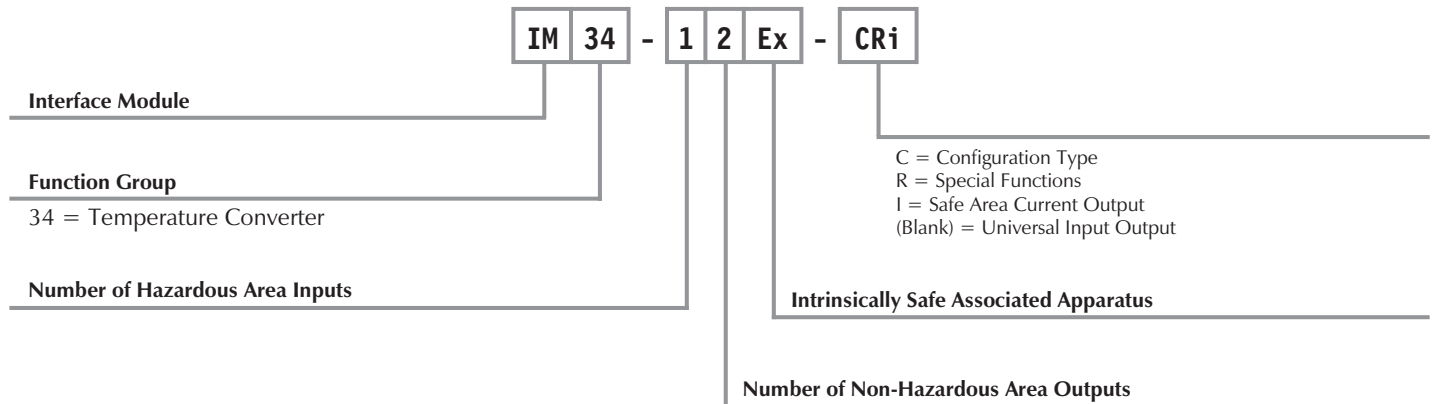 IM 34 - 1 2 Ex - CRi
Interface Module
C = Configuration Type
R = Special Functions
I = Safe Area Current Output
(Blank) = Universal Input Output
Function Group
34 = Temperature Converter
Number of Hazardous Area Inputs
Intrinsically Safe Associated Apparatus
Number of Non-Hazardous Area Outputs